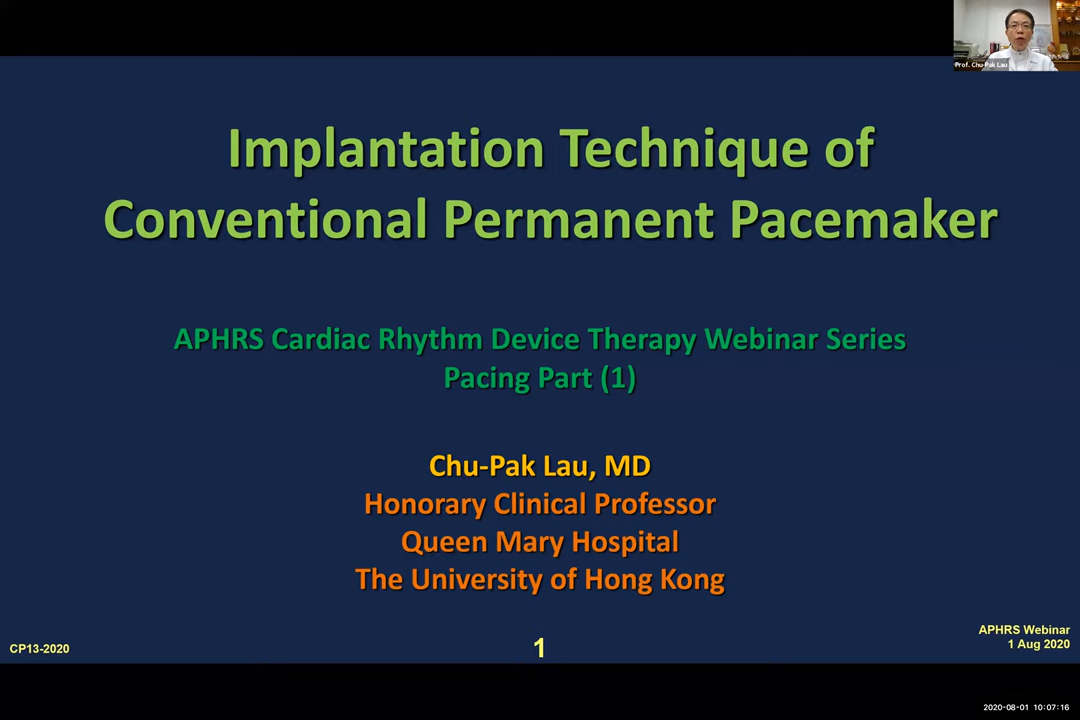 Prof. Chu-Pak Lau
Implantation Technique of
Conventional Permanent Pacemaker
APHRS Cardiac Rhythm Device Therapy Webinar Series
Pacing Part (1)
Chu-Pak Lau, MD
Honorary Clinical Professor
Queen Mary Hospital
The University of Hong Kong
CP13-2020
1
APHRS Webinar
1 Aug 2020
2020-08-01 10:07:16